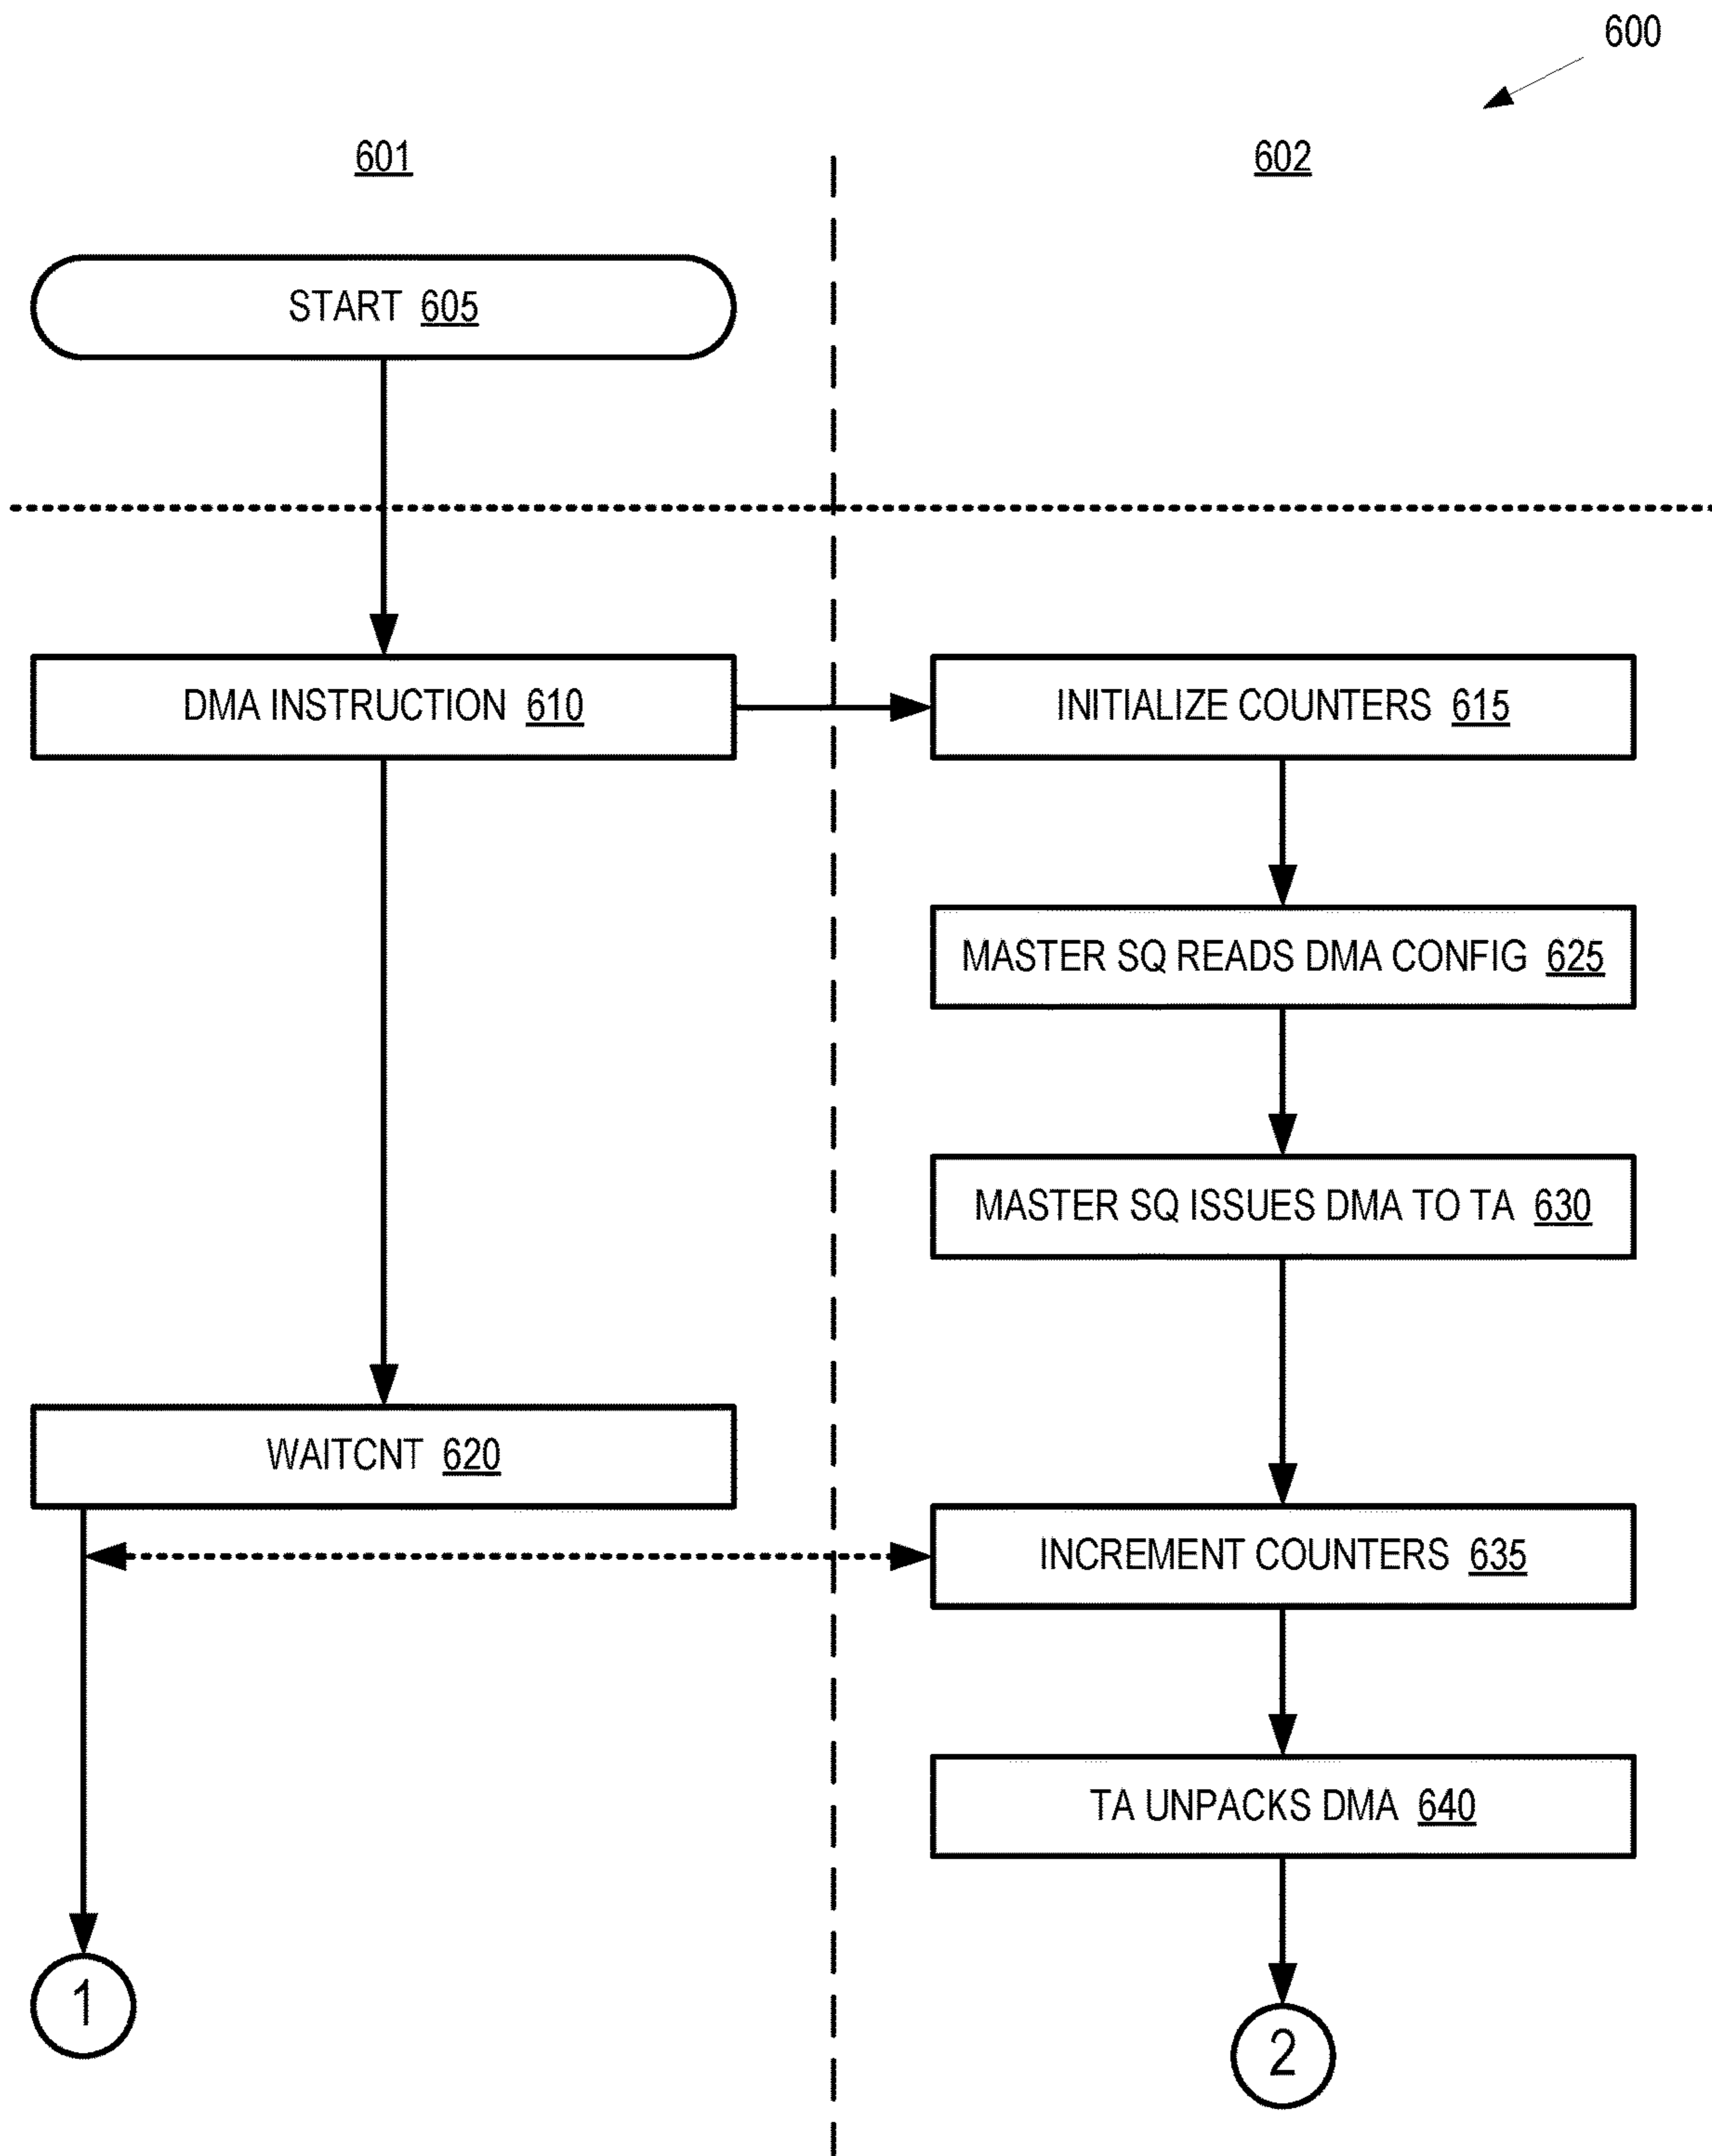 600
601
602
START 605
DMA INSTRUCTION 610
INITIALIZE COUNTERS 615
MASTER SQ READS DMA CONFIG 625
MASTER SQ ISSUES DMA TO TA 630
WAITCNT 620
INCREMENT COUNTERS 635
TA UNPACKS DMA 640
1
2